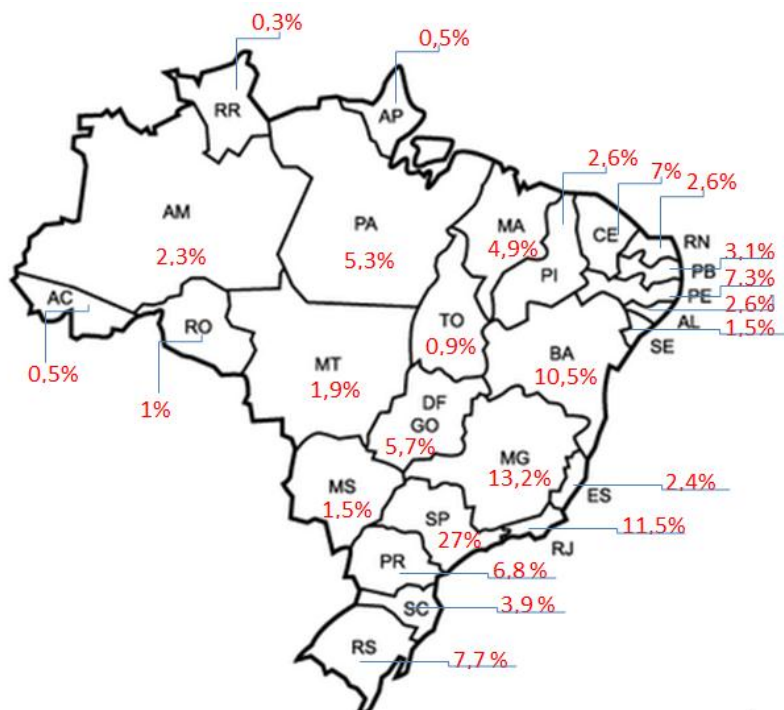 0,3%
0,5%
RR
AP
2,6%
7%
2,6%
AM
2,3%
PA
5,3%
MA
4,9%
PI
CE
RN
3,1%
PB
7,3%
PE
2,6%
AL
1,5%
SE
AC
0,5%
RO
1%
TO
0,9%
MT
1,9%
BA
10,5%
DF
GO
5,7%
MG
13,2%
ES
2,4%
MS
1,5%
SP
27%
11,5%
RJ
PR
6,8%
SC
3,9%
RS
7,7%